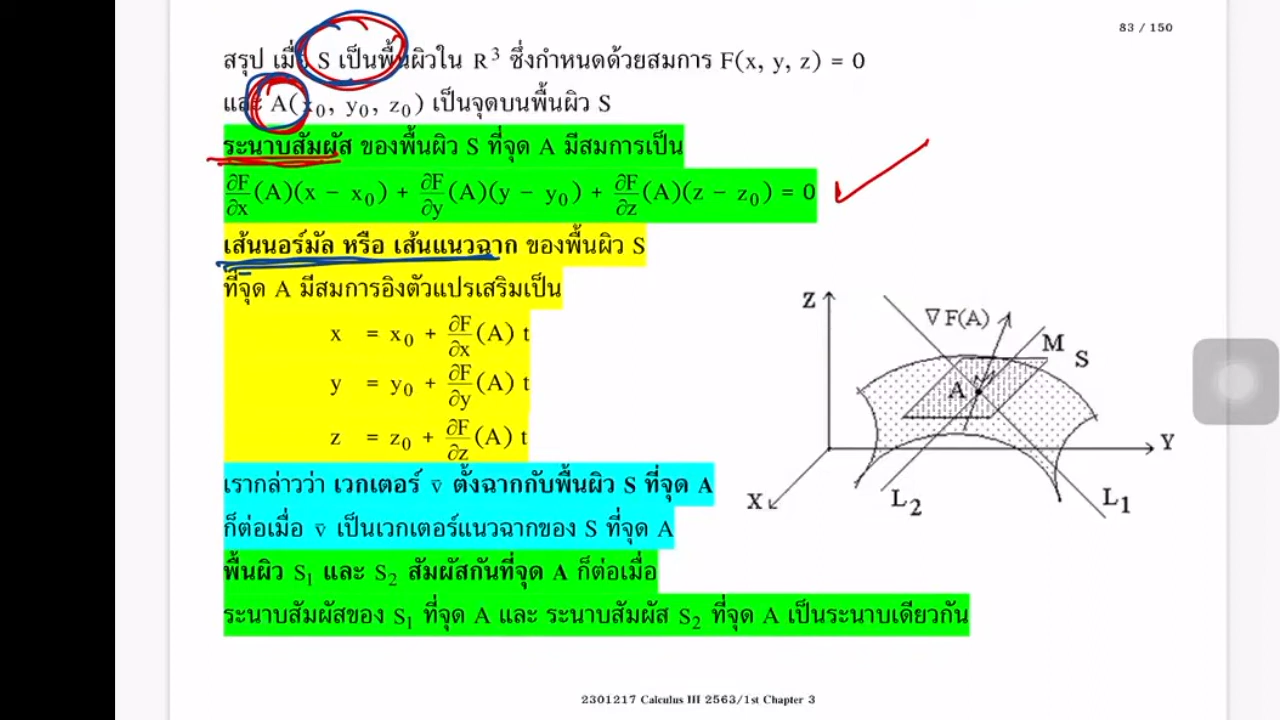 83 / 150
สรุป เมื่อ S เป็นพื้นผิวใน R³ ซึ่งกำหนดด้วยสมการ F(x, y, z) = 0
และ A(x₀, y₀, z₀) เป็นจุดบนพื้นผิว S
ระนาบสัมผัส ของพื้นผิว S ที่จุด A มีสมการเป็น
∂F/∂x (A)(x − x₀) + ∂F/∂y (A)(y − y₀) + ∂F/∂z (A)(z − z₀) = 0
เส้นนอร์มัล หรือ เส้นแนวฉาก ของพื้นผิว S
ที่จุด A มีสมการอิงตัวแปรเสริมเป็น
x = x₀ + ∂F/∂x (A) t
y = y₀ + ∂F/∂y (A) t
z = z₀ + ∂F/∂z (A) t
Z
∇F(A)
M
S
A
Y
X
L₂
L₁
เรากล่าวว่า เวกเตอร์ v̄ ตั้งฉากกับพื้นผิว S ที่จุด A
ก็ต่อเมื่อ v̄ เป็นเวกเตอร์แนวฉากของ S ที่จุด A
พื้นผิว S₁ และ S₂ สัมผัสกันที่จุด A ก็ต่อเมื่อ
ระนาบสัมผัสของ S₁ ที่จุด A และ ระนาบสัมผัส S₂ ที่จุด A เป็นระนาบเดียวกัน
2301217 Calculus III 2563/1st Chapter 3